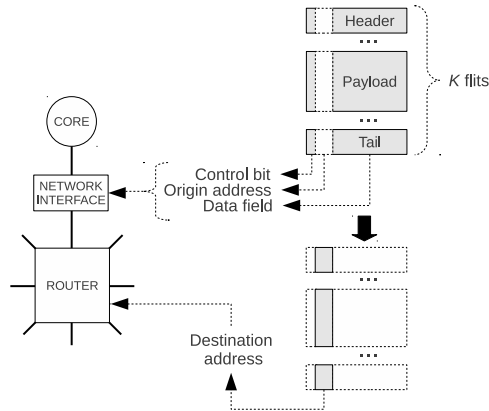 Header
...
Payload
K flits
...
Tail
CORE
NETWORK
INTERFACE
Control bit
Origin address
Data field
ROUTER
...
Destination
address
...